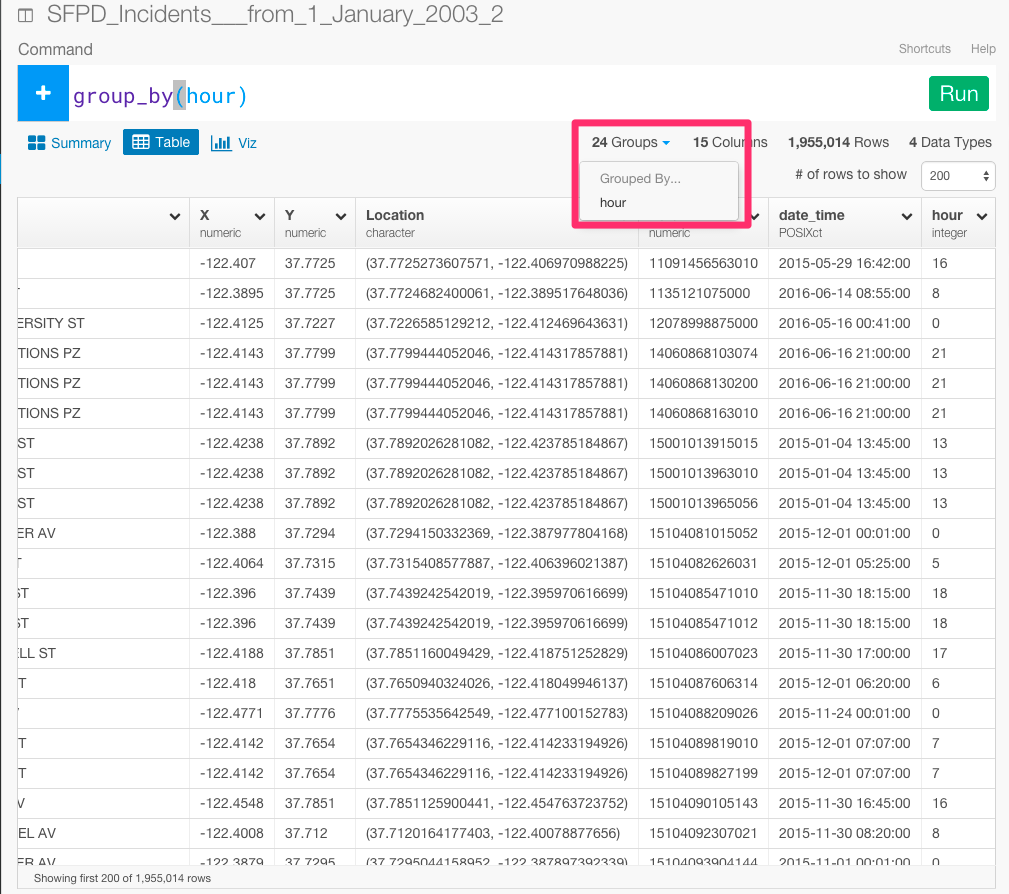 SFPD_Incidents___from_1_January_2003_2
Command
Shortcuts Help
+ group_by(hour)
Run
Summary Table Viz
24 Groups 15 Columns 1,955,014 Rows 4 Data Types
Grouped By...
hour
# of rows to show 200
X Y Location date_time hour
numeric numeric character numeric POSIXct integer
-122.407 37.7725 (37.7725273607571, -122.406970988225) 11091456563010 2015-05-29 16:42:00 16
-122.3895 37.7725 (37.7724682400061, -122.389517648036) 1135121075000 2016-06-14 08:55:00 8
ERSITY ST -122.4125 37.7227 (37.7226585129212, -122.412469643631) 12078998875000 2016-05-16 00:41:00 0
TIONS PZ -122.4143 37.7799 (37.7799444052046, -122.414317857881) 14060868103074 2016-06-16 21:00:00 21
TIONS PZ -122.4143 37.7799 (37.7799444052046, -122.414317857881) 14060868130200 2016-06-16 21:00:00 21
TIONS PZ -122.4143 37.7799 (37.7799444052046, -122.414317857881) 14060868163010 2016-06-16 21:00:00 21
ST -122.4238 37.7892 (37.7892026281082, -122.423785184867) 15001013915015 2015-01-04 13:45:00 13
ST -122.4238 37.7892 (37.7892026281082, -122.423785184867) 15001013963010 2015-01-04 13:45:00 13
ST -122.4238 37.7892 (37.7892026281082, -122.423785184867) 15001013965056 2015-01-04 13:45:00 13
ER AV -122.388 37.7294 (37.7294150332369, -122.387977804168) 15104081015052 2015-12-01 00:01:00 0
T -122.4064 37.7315 (37.7315408577887, -122.406396021387) 15104082626031 2015-12-01 05:25:00 5
ST -122.396 37.7439 (37.7439242542019, -122.395970616699) 15104085471010 2015-11-30 18:15:00 18
ST -122.396 37.7439 (37.7439242542019, -122.395970616699) 15104085471012 2015-11-30 18:15:00 18
ELL ST -122.4188 37.7851 (37.7851160049429, -122.418751252829) 15104086007023 2015-11-30 17:00:00 17
T -122.418 37.7651 (37.7650940324026, -122.418049946137) 15104087606314 2015-12-01 06:20:00 6
-122.4771 37.7776 (37.7775535642549, -122.477100152783) 15104088209026 2015-11-24 00:01:00 0
T -122.4142 37.7654 (37.7654346229116, -122.414233194926) 15104089819010 2015-12-01 07:07:00 7
T -122.4142 37.7654 (37.7654346229116, -122.414233194926) 15104089827199 2015-12-01 07:07:00 7
V -122.4548 37.7851 (37.7851125900441, -122.454763723752) 15104090105143 2015-11-30 16:45:00 16
EL AV -122.4008 37.712 (37.7120164177403, -122.40078877656) 15104092307021 2015-11-30 08:20:00 8
ER AV -122.3879 37.7295 (37.7295044158952, -122.387897392339) 15104093904144 2015-11-01 00:01:00 0
Showing first 200 of 1,955,014 rows